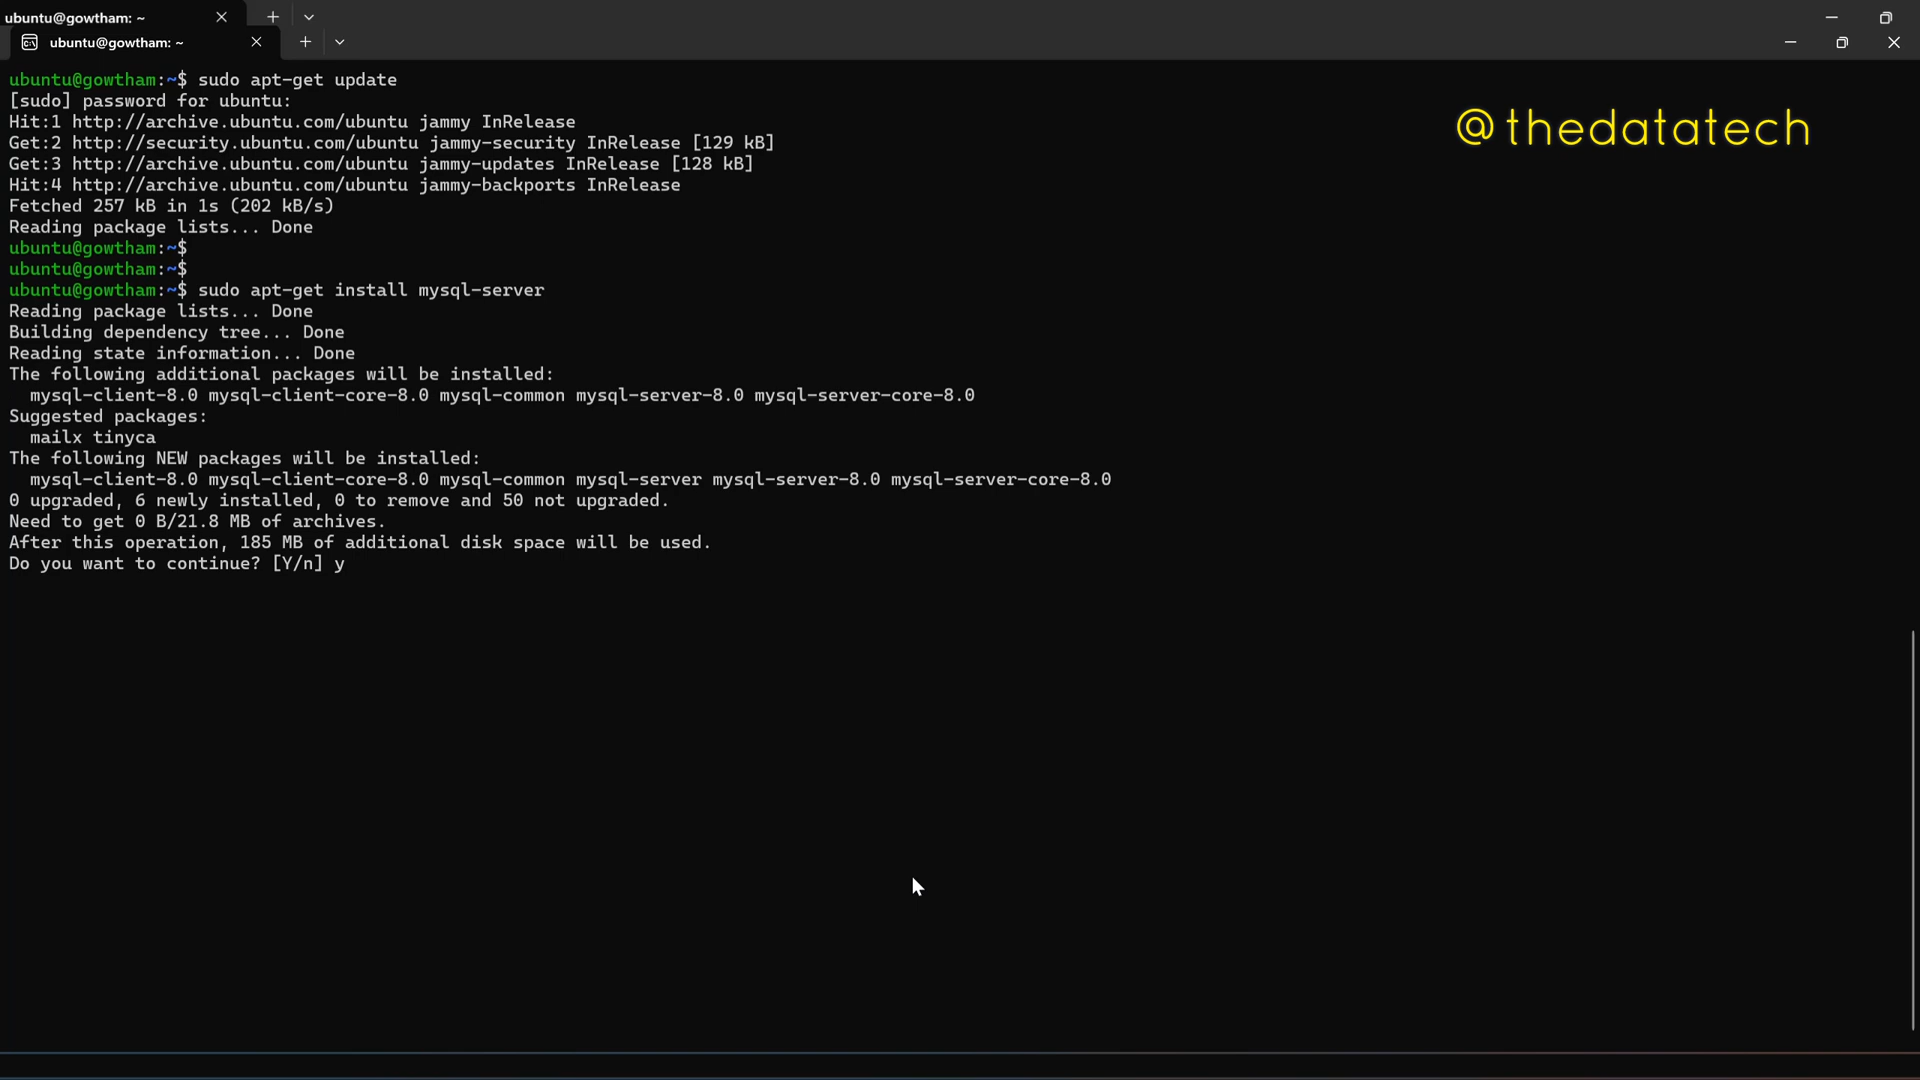 ubuntu@gowtham: ~
ubuntu@gowtham: ~
@thedatatech
ubuntu@gowtham:~$ sudo apt-get update
[sudo] password for ubuntu:
Hit:1 http://archive.ubuntu.com/ubuntu jammy InRelease
Get:2 http://security.ubuntu.com/ubuntu jammy-security InRelease [129 kB]
Get:3 http://archive.ubuntu.com/ubuntu jammy-updates InRelease [128 kB]
Hit:4 http://archive.ubuntu.com/ubuntu jammy-backports InRelease
Fetched 257 kB in 1s (202 kB/s)
Reading package lists... Done
ubuntu@gowtham:~$
ubuntu@gowtham:~$
ubuntu@gowtham:~$ sudo apt-get install mysql-server
Reading package lists... Done
Building dependency tree... Done
Reading state information... Done
The following additional packages will be installed:
  mysql-client-8.0 mysql-client-core-8.0 mysql-common mysql-server-8.0 mysql-server-core-8.0
Suggested packages:
  mailx tinyca
The following NEW packages will be installed:
  mysql-client-8.0 mysql-client-core-8.0 mysql-common mysql-server mysql-server-8.0 mysql-server-core-8.0
0 upgraded, 6 newly installed, 0 to remove and 50 not upgraded.
Need to get 0 B/21.8 MB of archives.
After this operation, 185 MB of additional disk space will be used.
Do you want to continue? [Y/n] y